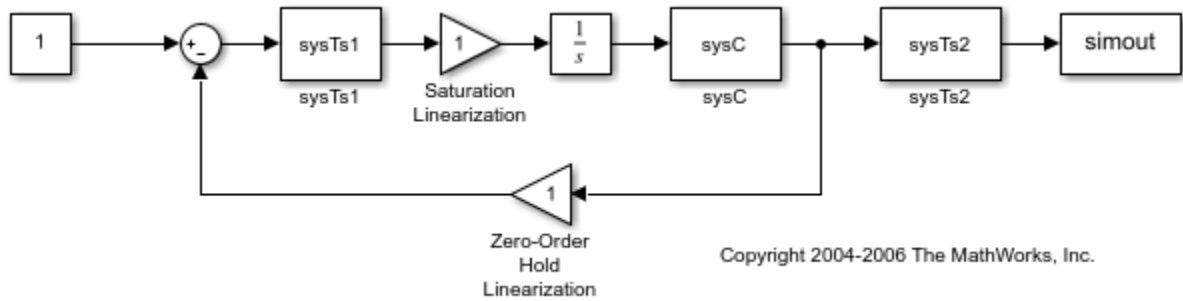 1
+
−
sysTs1
1
1
s
sysC
sysTs2
simout
sysTs1
Saturation
Linearization
sysC
sysTs2
1
Zero-Order
Hold
Linearization
Copyright 2004-2006 The MathWorks, Inc.